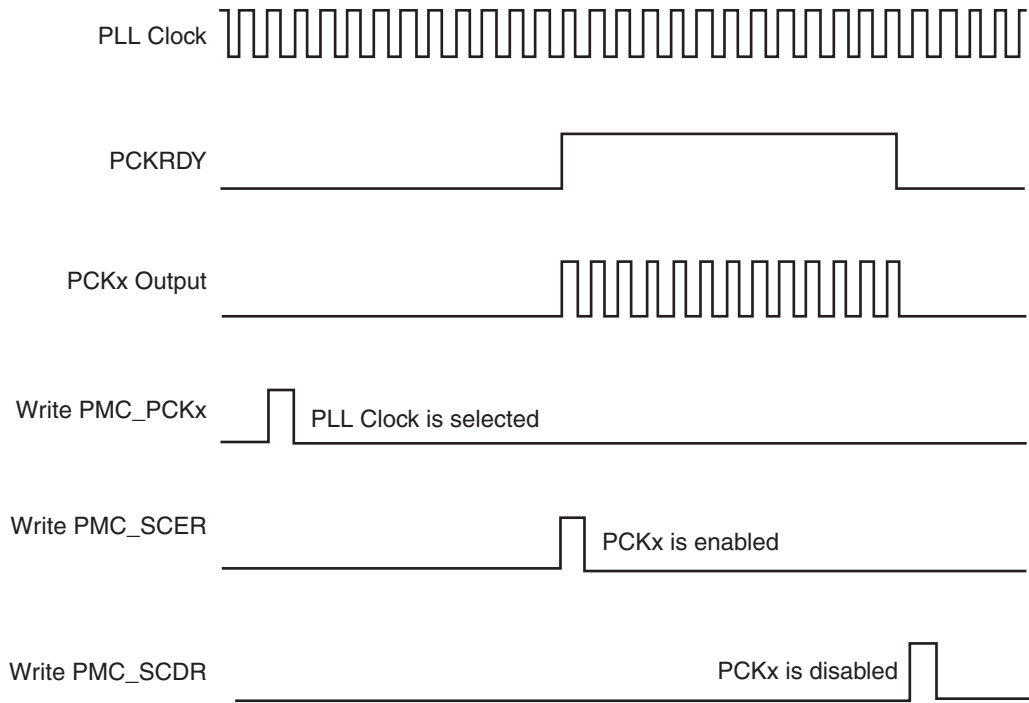 PLL Clock
PCKRDY
PCKx Output
Write PMC_PCKx
PLL Clock is selected
Write PMC_SCER
PCKx is enabled
Write PMC_SCDR
PCKx is disabled